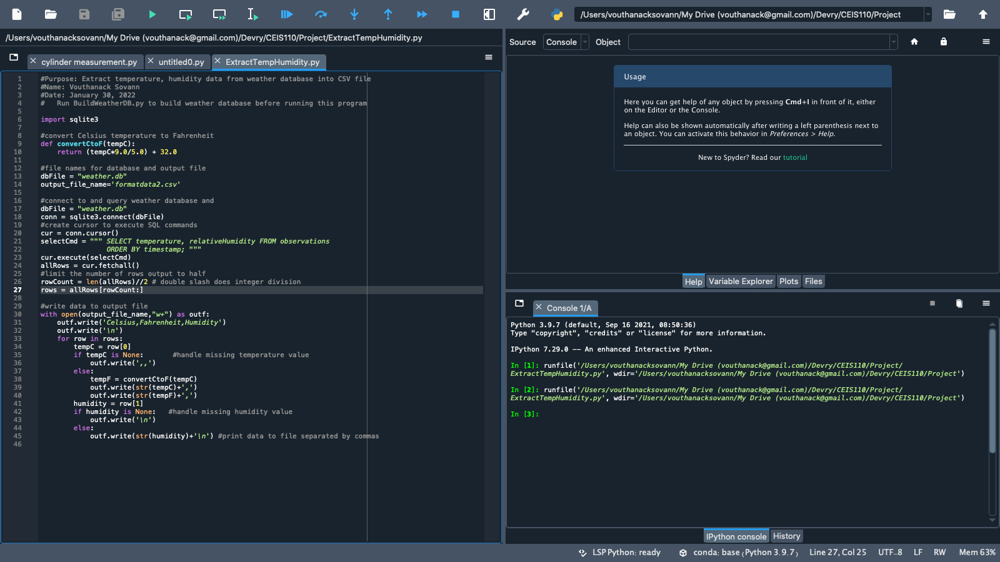 /Users/vouthanacksovann/My Drive (vouthanack@gmail.com)/Devry/CEIS110/Project
/Users/vouthanacksovann/My Drive (vouthanack@gmail.com)/Devry/CEIS110/Project/ExtractTempHumidity.py
cylinder measurement.py
untitled0.py
ExtractTempHumidity.py
1 #Purpose: Extract temperature, humidity data from weather database into CSV file
2 #Name: Vouthanack Sovann
3 #Date: January 30, 2022
4 #   Run BuildWeatherDB.py to build weather database before running this program
5
6 import sqlite3
7
8 #convert Celsius temperature to Fahrenheit
9 def convertCtoF(tempC):
10     return (tempC*9.0/5.0) + 32.0
11
12 #file names for database and output file
13 dbFile = "weather.db"
14 output_file_name='formatdata2.csv'
15
16 #connect to and query weather database and
17 dbFile = "weather.db"
18 conn = sqlite3.connect(dbFile)
19 #create cursor to execute SQL commands
20 cur = conn.cursor()
21 selectCmd = """ SELECT temperature, relativeHumidity FROM observations
22                 ORDER BY timestamp; """
23 cur.execute(selectCmd)
24 allRows = cur.fetchall()
25 #limit the number of rows output to half
26 rowCount = len(allRows)//2 # double slash does integer division
27 rows = allRows[rowCount:]
28
29 #write data to output file
30 with open(output_file_name,"w+") as outf:
31     outf.write('Celsius,Fahrenheit,Humidity')
32     outf.write('\n')
33     for row in rows:
34         tempC = row[0]
35         if tempC is None:       #handle missing temperature value
36             outf.write(',,')
37         else:
38             tempF = convertCtoF(tempC)
39             outf.write(str(tempC)+',')
40             outf.write(str(tempF)+',')
41         humidity = row[1]
42         if humidity is None:   #handle missing humidity value
43             outf.write('\n')
44         else:
45             outf.write(str(humidity)+'\n') #print data to file separated by commas
46
Source
Console
Object
Usage
Here you can get help of any object by pressing Cmd+I in front of it, either
on the Editor or the Console.
Help can also be shown automatically after writing a left parenthesis next to
an object. You can activate this behavior in Preferences > Help.
New to Spyder? Read our tutorial
Help
Variable Explorer
Plots
Files
Console 1/A
Python 3.9.7 (default, Sep 16 2021, 08:50:36)
Type "copyright", "credits" or "license" for more information.
IPython 7.29.0 -- An enhanced Interactive Python.
In [1]: runfile('/Users/vouthanacksovann/My Drive (vouthanack@gmail.com)/Devry/CEIS110/Project/
ExtractTempHumidity.py', wdir='/Users/vouthanacksovann/My Drive (vouthanack@gmail.com)/Devry/CEIS110/Project')
In [2]: runfile('/Users/vouthanacksovann/My Drive (vouthanack@gmail.com)/Devry/CEIS110/Project/
ExtractTempHumidity.py', wdir='/Users/vouthanacksovann/My Drive (vouthanack@gmail.com)/Devry/CEIS110/Project')
In [3]:
IPython console
History
LSP Python: ready
conda: base (Python 3.9.7)
Line 27, Col 25
UTF-8
LF
RW
Mem 63%